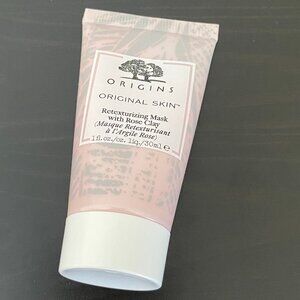 ORIGINS
ORIGINAL SKIN™
Retexturizing Mask
with Rose Clay
(Masque Retexturisant
à l'Argile Rose)
1 fl.oz./oz. liq./30ml e